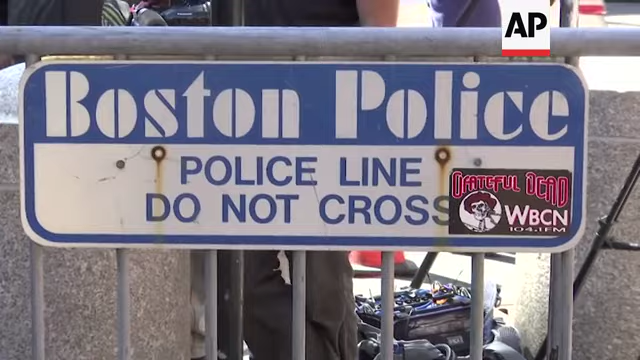 AP
Boston Police
POLICE LINE
DO NOT CROSS
GRATEFUL DEAD
WBCN
104.1FM